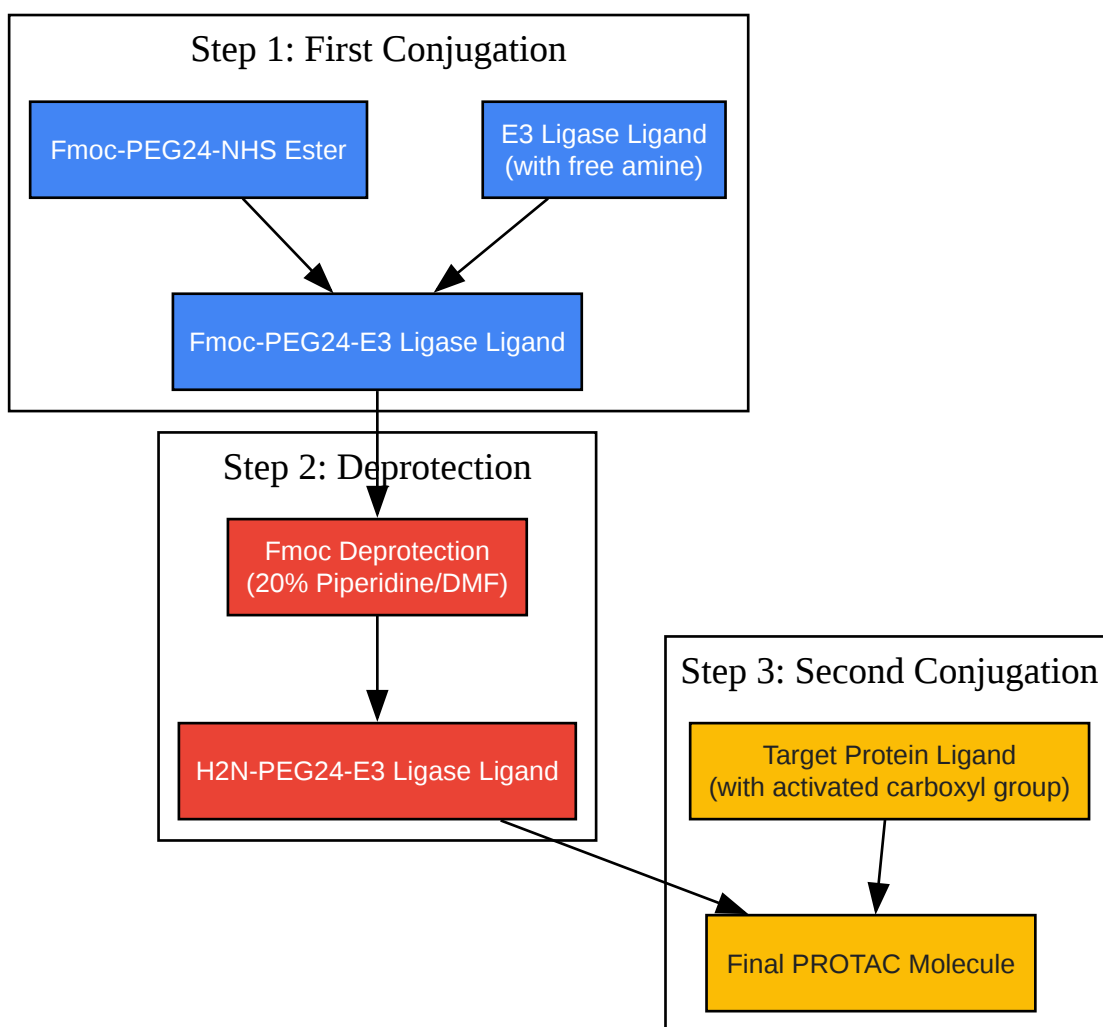 Step 1: First Conjugation
Fmoc-PEG24-NHS Ester
E3 Ligase Ligand
(with free amine)
Fmoc-PEG24-E3 Ligase Ligand
Step 2: Deprotection
Fmoc Deprotection
(20% Piperidine/DMF)
H2N-PEG24-E3 Ligase Ligand
Step 3: Second Conjugation
Target Protein Ligand
(with activated carboxyl group)
Final PROTAC Molecule